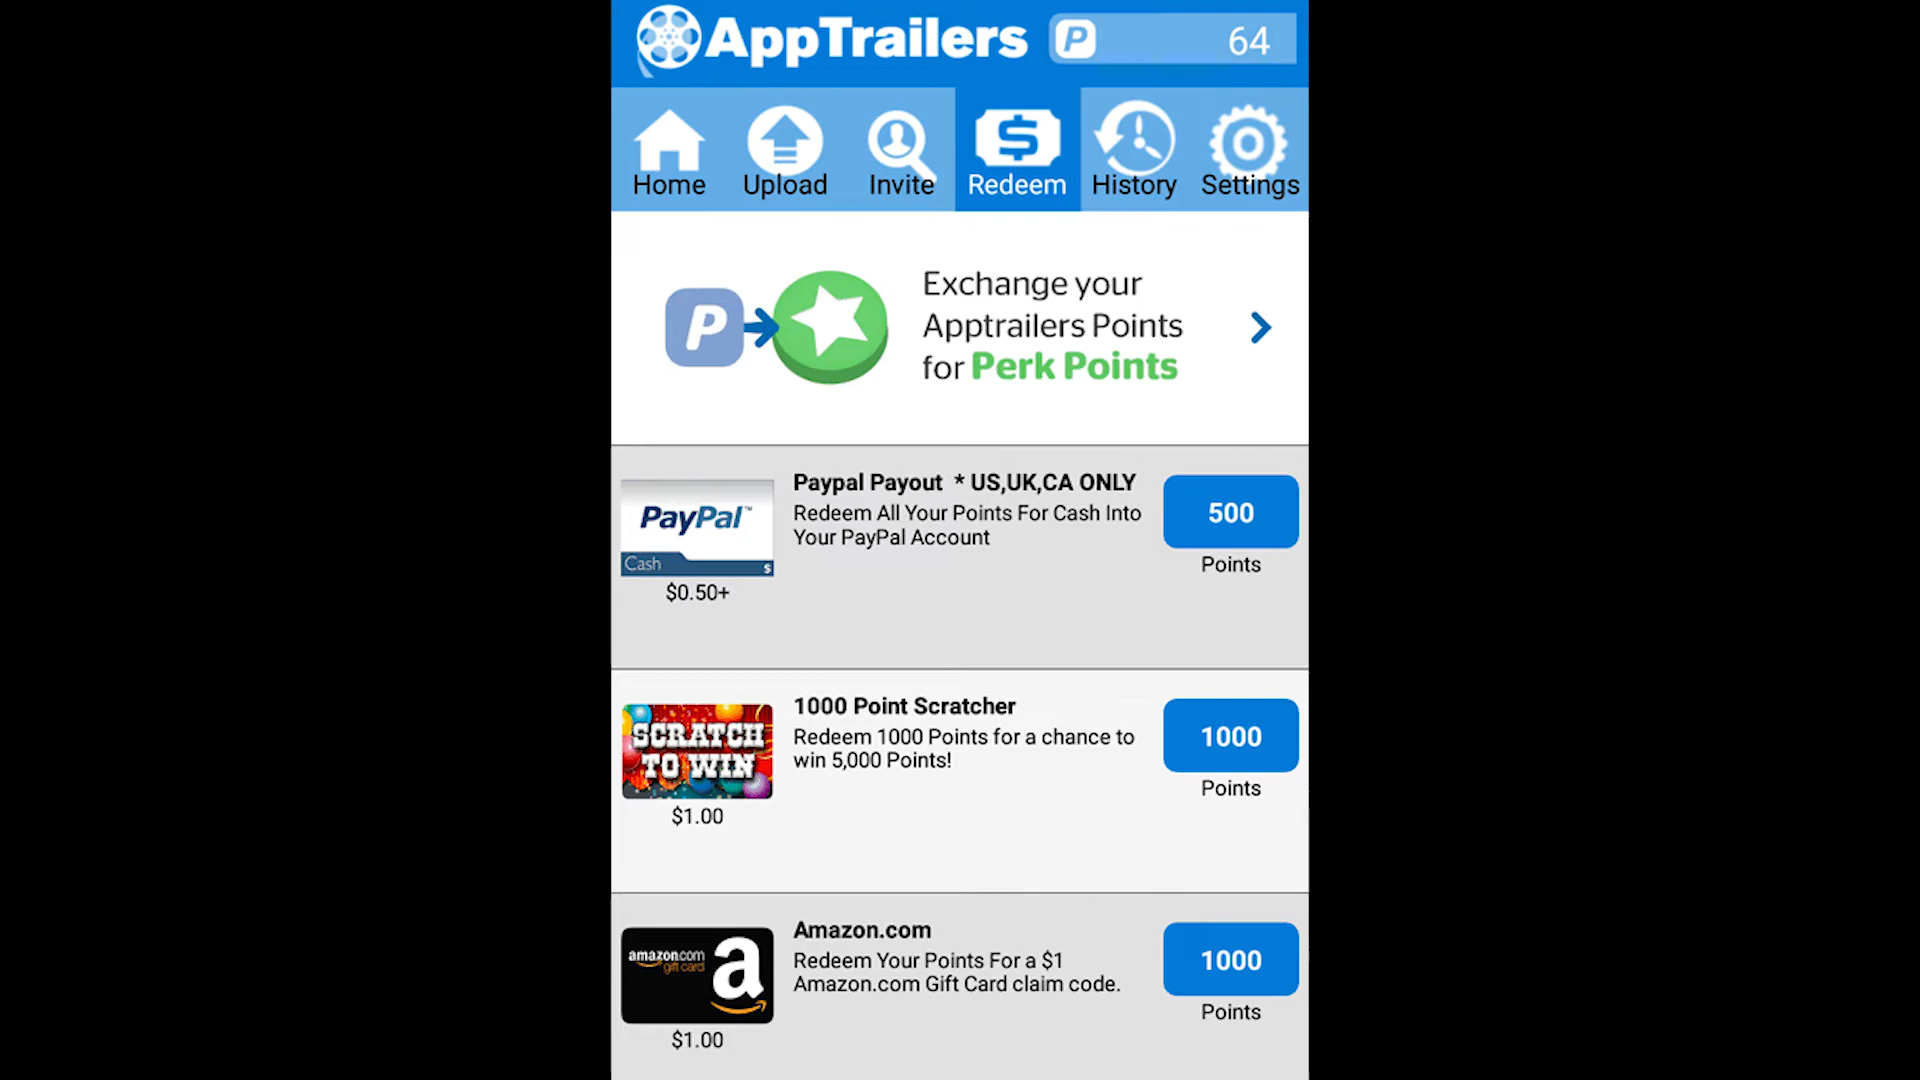 AppTrailers
P
64
Home
Upload
Invite
Redeem
History
Settings
P
Exchange your
Apptrailers Points
for Perk Points
PayPal™
Cash
$
$0.50+
Paypal Payout * US,UK,CA ONLY
Redeem All Your Points For Cash Into
Your PayPal Account
500
Points
SCRATCH
TO WIN
$1.00
1000 Point Scratcher
Redeem 1000 Points for a chance to
win 5,000 Points!
1000
Points
amazon.com
gift card
a
$1.00
Amazon.com
Redeem Your Points For a $1
Amazon.com Gift Card claim code.
1000
Points